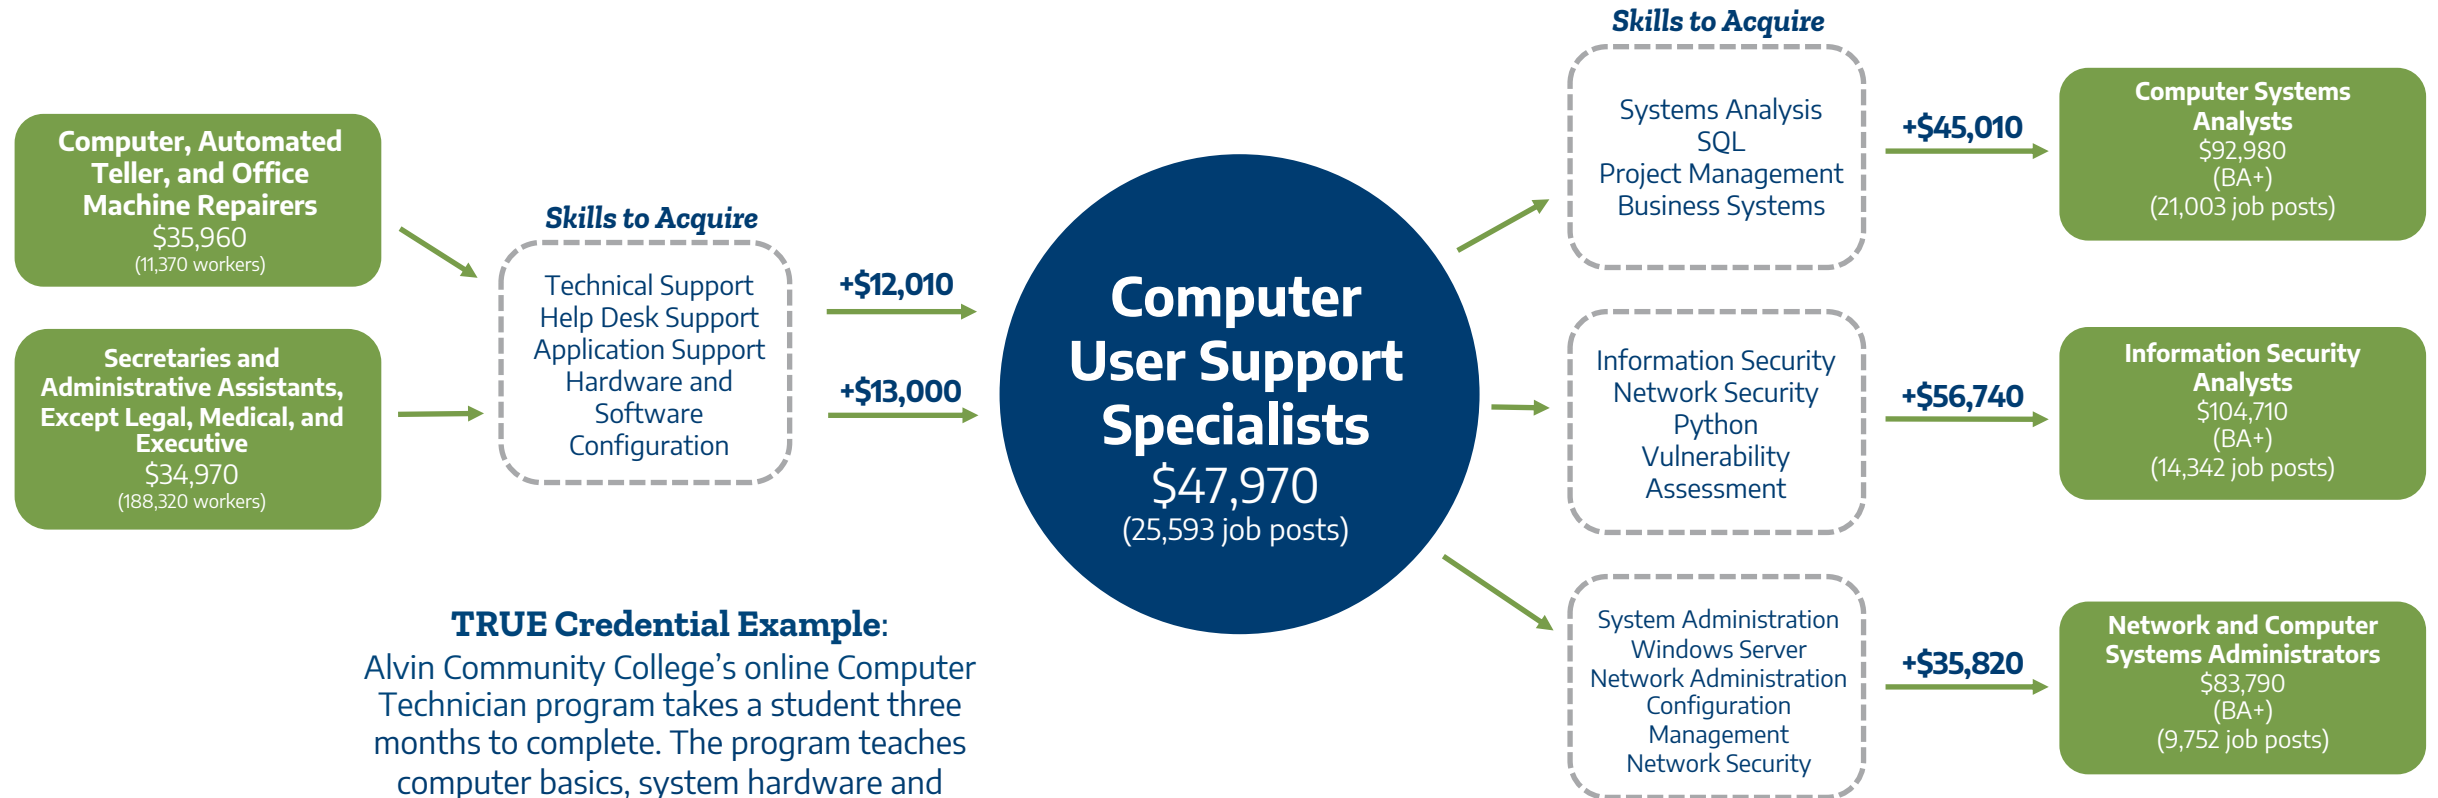 Computer, Automated
Teller, and Office
Machine Repairers
$35,960
(11,370 workers)
Secretaries and
Administrative Assistants,
Except Legal, Medical, and
Executive
$34,970
(188,320 workers)
Skills to Acquire
Technical Support
Help Desk Support
Application Support
Hardware and
Software
Configuration
+$12,010
+$13,000
Computer
User Support
Specialists
$47,970
(25,593 job posts)
Skills to Acquire
Systems Analysis
SQL
Project Management
Business Systems
+$45,010
Computer Systems
Analysts
$92,980
(BA+)
(21,003 job posts)
Information Security
Network Security
Python
Vulnerability
Assessment
+$56,740
Information Security
Analysts
$104,710
(BA+)
(14,342 job posts)
System Administration
Windows Server
Network Administration
Configuration
Management
Network Security
+$35,820
Network and Computer
Systems Administrators
$83,790
(BA+)
(9,752 job posts)
TRUE Credential Example:
Alvin Community College’s online Computer
Technician program takes a student three
months to complete. The program teaches
computer basics, system hardware and